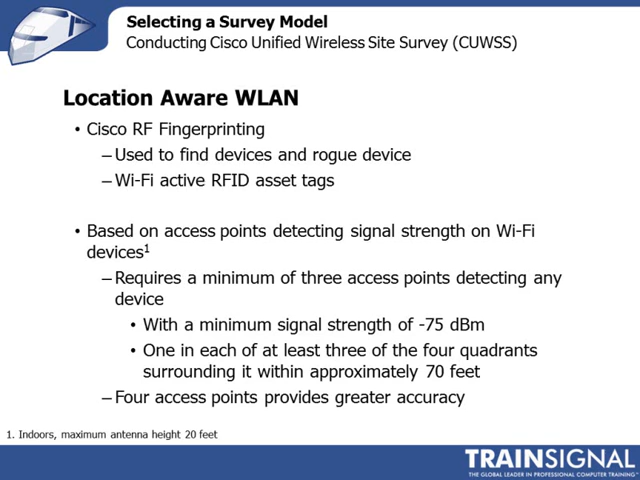 Selecting a Survey Model
Conducting Cisco Unified Wireless Site Survey (CUWSS)
Location Aware WLAN
• Cisco RF Fingerprinting
– Used to find devices and rogue device
– Wi-Fi active RFID asset tags
• Based on access points detecting signal strength on Wi-Fi
devices¹
– Requires a minimum of three access points detecting any
device
• With a minimum signal strength of -75 dBm
• One in each of at least three of the four quadrants
surrounding it within approximately 70 feet
– Four access points provides greater accuracy
1. Indoors, maximum antenna height 20 feet
TRAINSIGNAL
THE GLOBAL LEADER IN PROFESSIONAL COMPUTER TRAINING